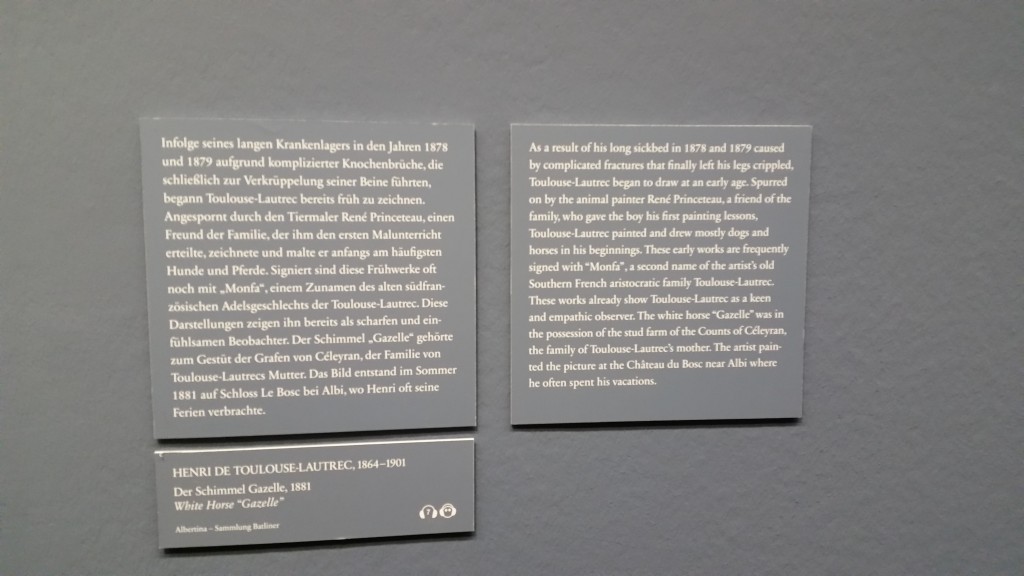 Infolge seines langen Krankenlagers in den Jahren 1878
und 1879 aufgrund komplizierter Knochenbrüche, die
schließlich zur Verkrüppelung seiner Beine führten,
begann Toulouse-Lautrec bereits früh zu zeichnen.
Angespornt durch den Tiermaler René Princeteau, einen
Freund der Familie, der ihm den ersten Malunterricht
erteilte, zeichnete und malte er anfangs am häufigsten
Hunde und Pferde. Signiert sind diese Frühwerke oft
noch mit „Monfa“, einem Zunamen des alten südfran-
zösischen Adelsgeschlechts der Toulouse-Lautrec. Diese
Darstellungen zeigen ihn bereits als scharfen und ein-
fühlsamen Beobachter. Der Schimmel „Gazelle“ gehörte
zum Gestüt der Grafen von Céleyran, der Familie von
Toulouse-Lautrecs Mutter. Das Bild entstand im Sommer
1881 auf Schloss Le Bosc bei Albi, wo Henri oft seine
Ferien verbrachte.
As a result of his long sickbed in 1878 and 1879 caused
by complicated fractures that finally left his legs crippled,
Toulouse-Lautrec began to draw at an early age. Spurred
on by the animal painter René Princeteau, a friend of the
family, who gave the boy his first painting lessons,
Toulouse-Lautrec painted and drew mostly dogs and
horses in his beginnings. These early works are frequently
signed with “Monfa”, a second name of the artist’s old
Southern French aristocratic family Toulouse-Lautrec.
These works already show Toulouse-Lautrec as a keen
and empathic observer. The white horse “Gazelle” was in
the possession of the stud farm of the Counts of Céleyran,
the family of Toulouse-Lautrec’s mother. The artist pain-
ted the picture at the Château du Bosc near Albi where
he often spent his vacations.
HENRI DE TOULOUSE-LAUTREC, 1864–1901
Der Schimmel Gazelle, 1881
White Horse “Gazelle”
Albertina – Sammlung Batliner